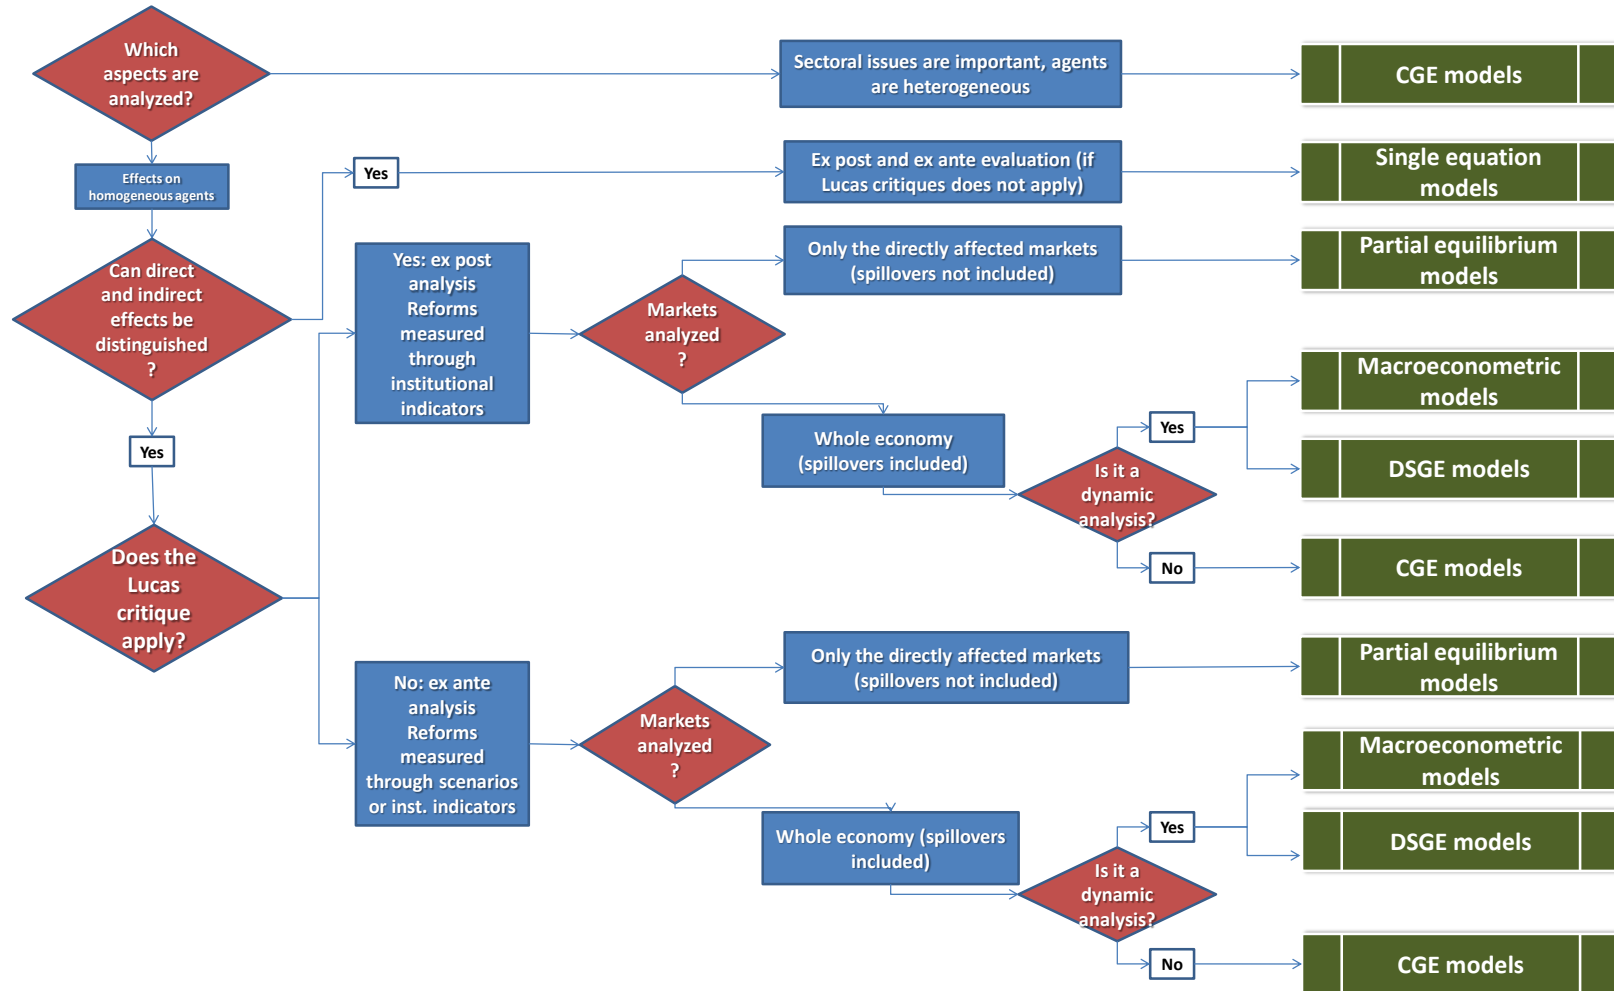 Which
aspects are
analyzed?
Sectoral issues are important, agents
are heterogeneous
CGE models
Effects on
homogeneous agents
Yes
Ex post and ex ante evaluation (if
Lucas critiques does not apply)
Single equation
models
Can direct
and indirect
effects be
distinguished
?
Yes: ex post
analysis
Reforms
measured
through
institutional
indicators
Markets
analyzed
?
Only the directly affected markets
(spillovers not included)
Partial equilibrium
models
Whole economy
(spillovers included)
Is it a
dynamic
analysis?
Yes
Macroeconometric
models
DSGE models
No
CGE models
Yes
Does the
Lucas
critique
apply?
No: ex ante
analysis
Reforms
measured
through scenarios
or inst. indicators
Markets
analyzed
?
Only the directly affected markets
(spillovers not included)
Partial equilibrium
models
Whole economy (spillovers
included)
Is it a
dynamic
analysis?
Yes
Macroeconometric
models
DSGE models
No
CGE models